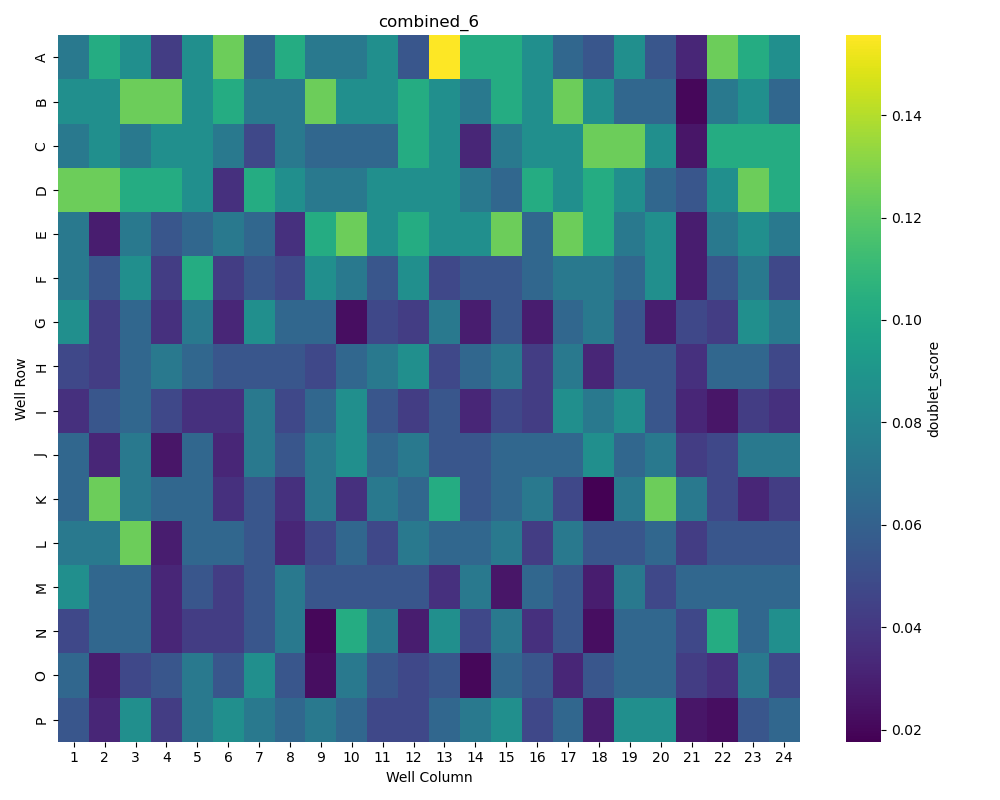 combined_6
Well Row
A
B
C
D
E
F
G
H
I
J
K
L
M
N
O
P
1 2 3 4 5 6 7 8 9 10 11 12 13 14 15 16 17 18 19 20 21 22 23 24
Well Column
0.14
0.12
0.10
0.08
0.06
0.04
0.02
doublet_score